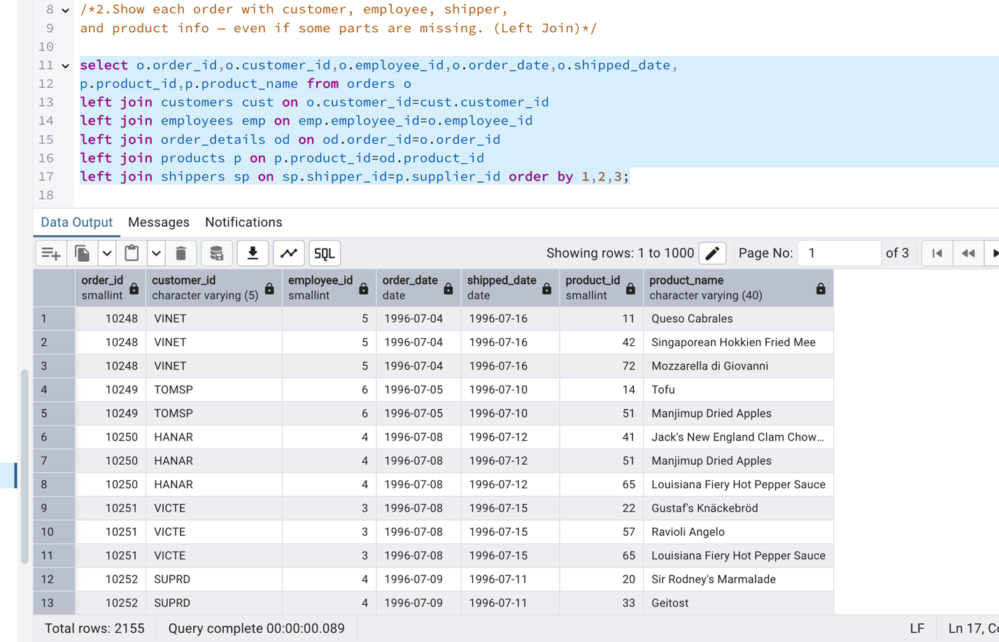 8 /*2.Show each order with customer, employee, shipper,
9 and product info — even if some parts are missing. (Left Join)*/
10
11 select o.order_id,o.customer_id,o.employee_id,o.order_date,o.shipped_date,
12 p.product_id,p.product_name from orders o
13 left join customers cust on o.customer_id=cust.customer_id
14 left join employees emp on emp.employee_id=o.employee_id
15 left join order_details od on od.order_id=o.order_id
16 left join products p on p.product_id=od.product_id
17 left join shippers sp on sp.shipper_id=p.supplier_id order by 1,2,3;
18
Data Output Messages Notifications
SQL Showing rows: 1 to 1000 Page No: 1 of 3
order_id customer_id employee_id order_date shipped_date product_id product_name
smallint character varying (5) smallint date date smallint character varying (40)
1 10248 VINET 5 1996-07-04 1996-07-16 11 Queso Cabrales
2 10248 VINET 5 1996-07-04 1996-07-16 42 Singaporean Hokkien Fried Mee
3 10248 VINET 5 1996-07-04 1996-07-16 72 Mozzarella di Giovanni
4 10249 TOMSP 6 1996-07-05 1996-07-10 14 Tofu
5 10249 TOMSP 6 1996-07-05 1996-07-10 51 Manjimup Dried Apples
6 10250 HANAR 4 1996-07-08 1996-07-12 41 Jack's New England Clam Chow...
7 10250 HANAR 4 1996-07-08 1996-07-12 51 Manjimup Dried Apples
8 10250 HANAR 4 1996-07-08 1996-07-12 65 Louisiana Fiery Hot Pepper Sauce
9 10251 VICTE 3 1996-07-08 1996-07-15 22 Gustaf's Knäckebröd
10 10251 VICTE 3 1996-07-08 1996-07-15 57 Ravioli Angelo
11 10251 VICTE 3 1996-07-08 1996-07-15 65 Louisiana Fiery Hot Pepper Sauce
12 10252 SUPRD 4 1996-07-09 1996-07-11 20 Sir Rodney's Marmalade
13 10252 SUPRD 4 1996-07-09 1996-07-11 33 Geitost
Total rows: 2155 Query complete 00:00:00.089 LF Ln 17, C